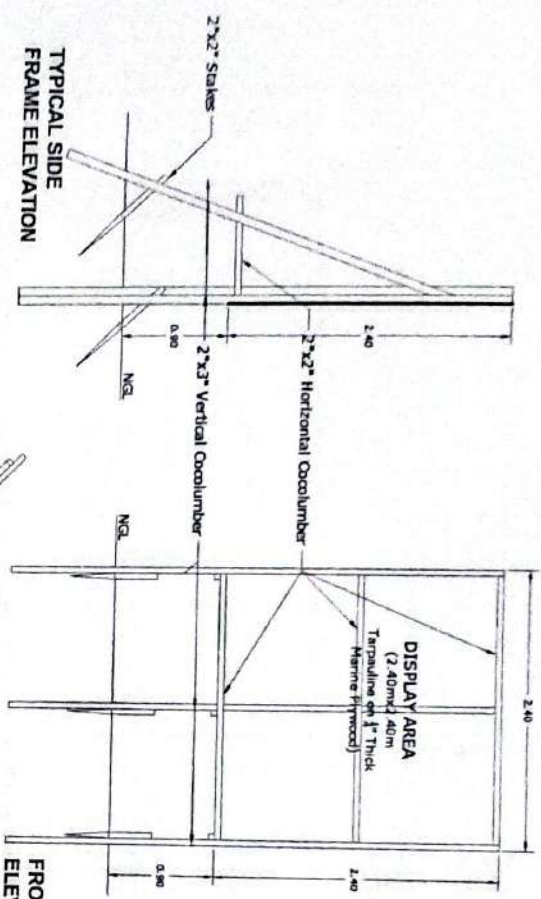 2"x2" Stakes
TYPICAL SIDE
FRAME ELEVATION
2.40
0.90
NGL
2"x2" Horizontal Cocolumber
2"x3" Vertical Cocolumber
NGL
2.40
DISPLAY AREA
(2.40mx2.40m
Tarpauline on Thick
Marine Plywood)
2.40
0.90
FRO
ELE